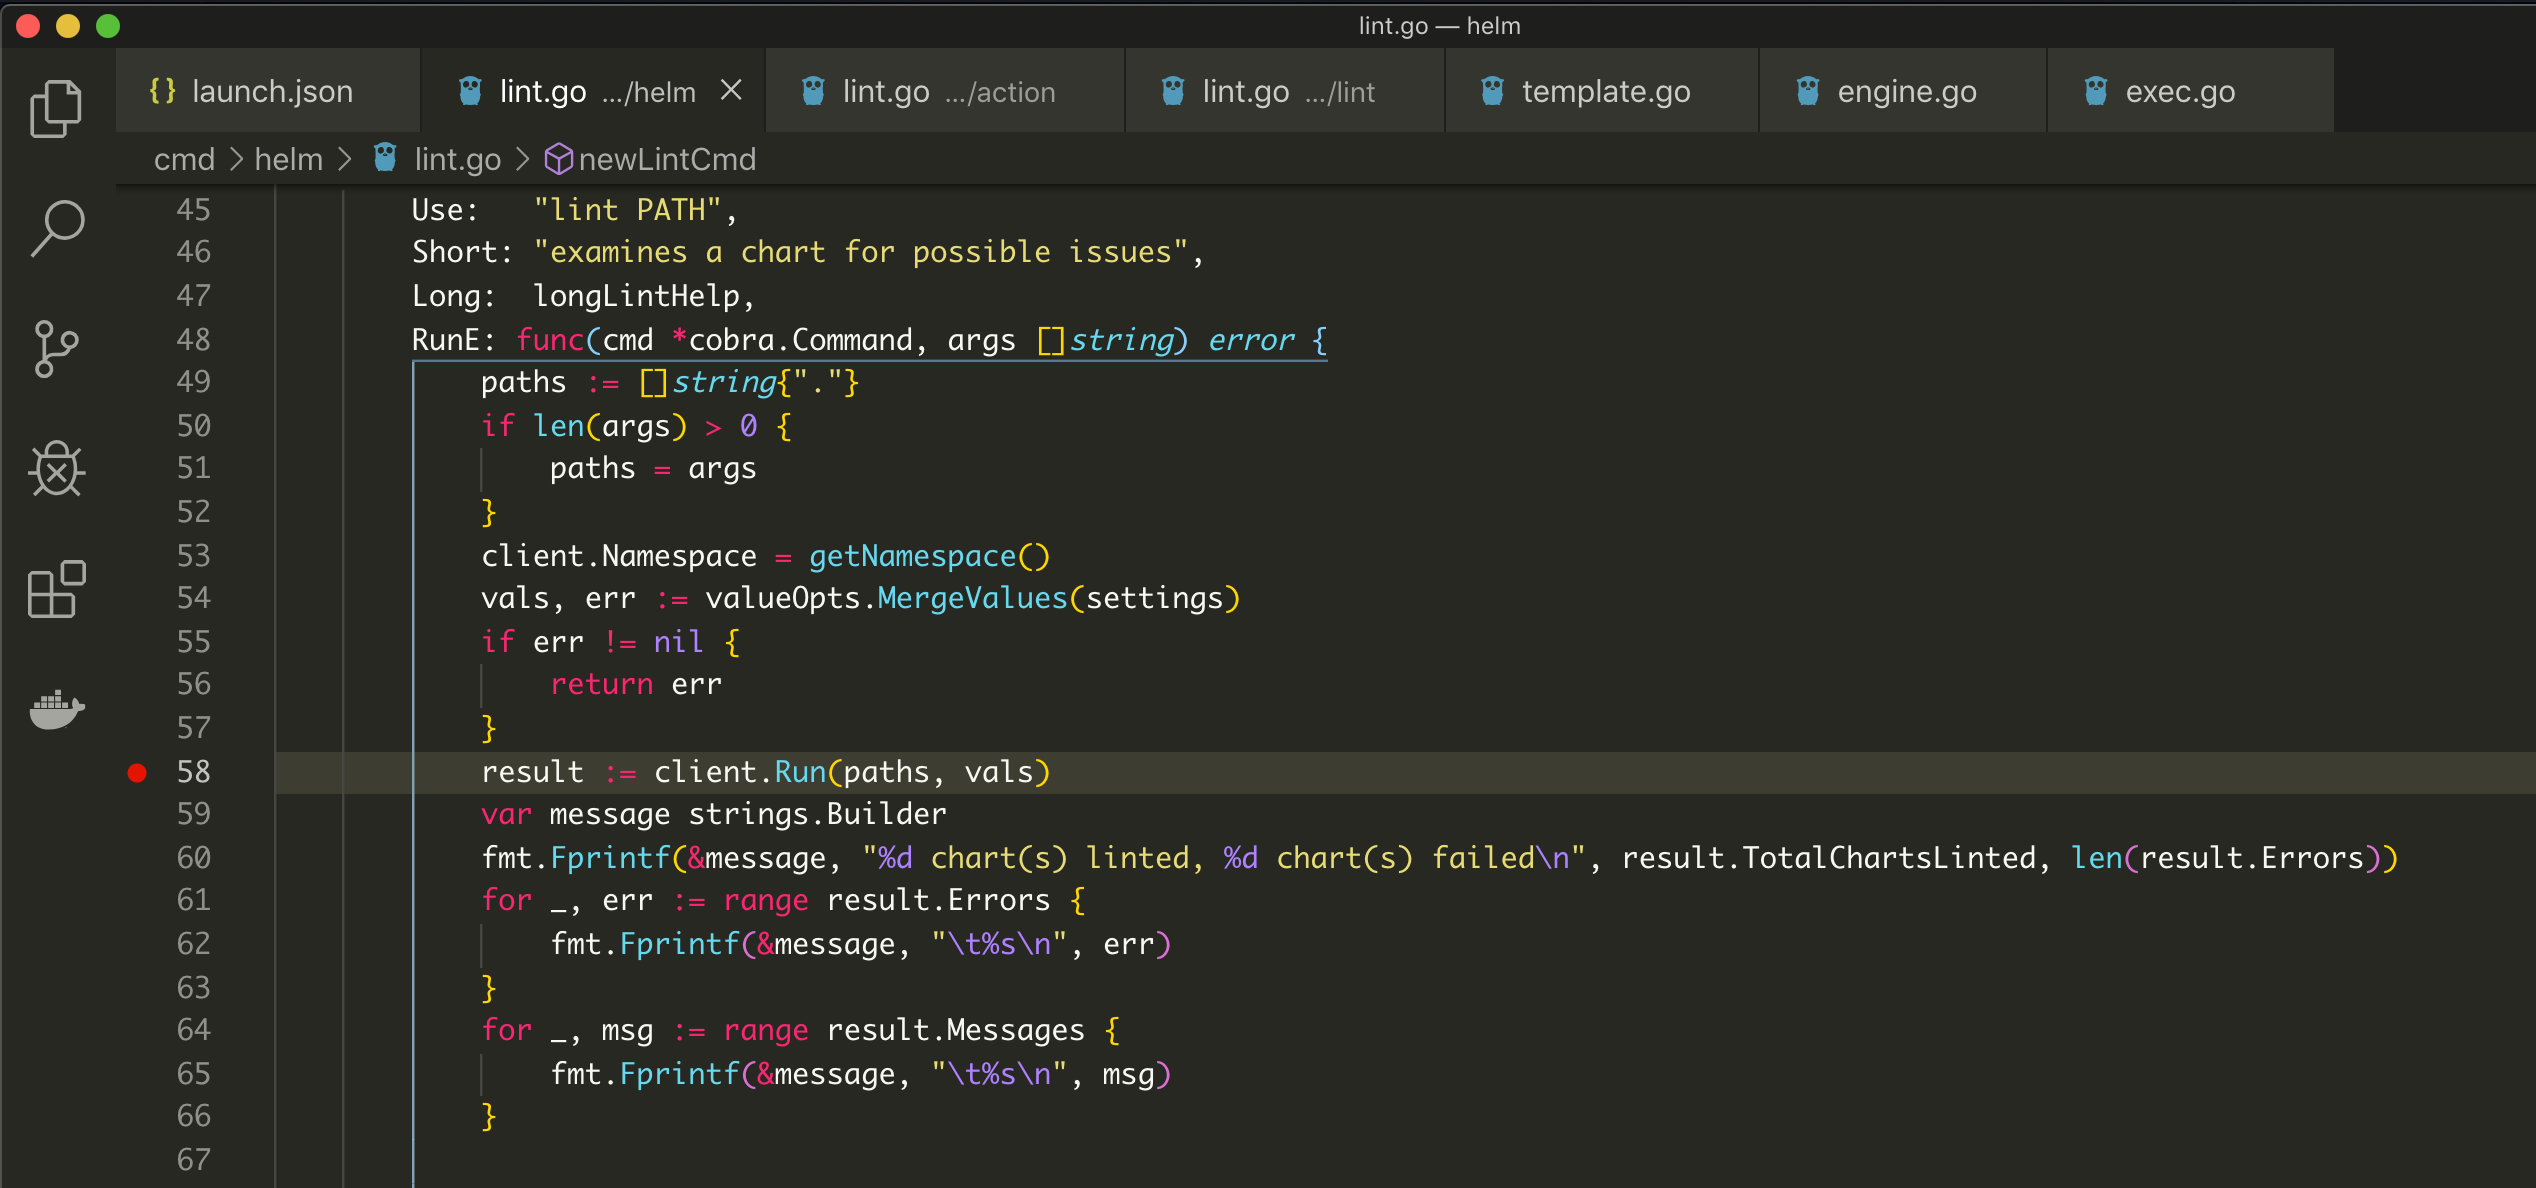 lint.go — helm
launch.json lint.go .../helm lint.go .../action lint.go .../lint template.go engine.go exec.go
cmd > helm > lint.go > newLintCmd
45 Use:   "lint PATH",
46 Short: "examines a chart for possible issues",
47 Long:  longLintHelp,
48 RunE: func(cmd *cobra.Command, args []string) error {
49     paths := []string{"."}
50     if len(args) > 0 {
51         paths = args
52     }
53     client.Namespace = getNamespace()
54     vals, err := valueOpts.MergeValues(settings)
55     if err != nil {
56         return err
57     }
58     result := client.Run(paths, vals)
59     var message strings.Builder
60     fmt.Fprintf(&message, "%d chart(s) linted, %d chart(s) failed\n", result.TotalChartsLinted, len(result.Errors))
61     for _, err := range result.Errors {
62         fmt.Fprintf(&message, "\t%s\n", err)
63     }
64     for _, msg := range result.Messages {
65         fmt.Fprintf(&message, "\t%s\n", msg)
66     }
67